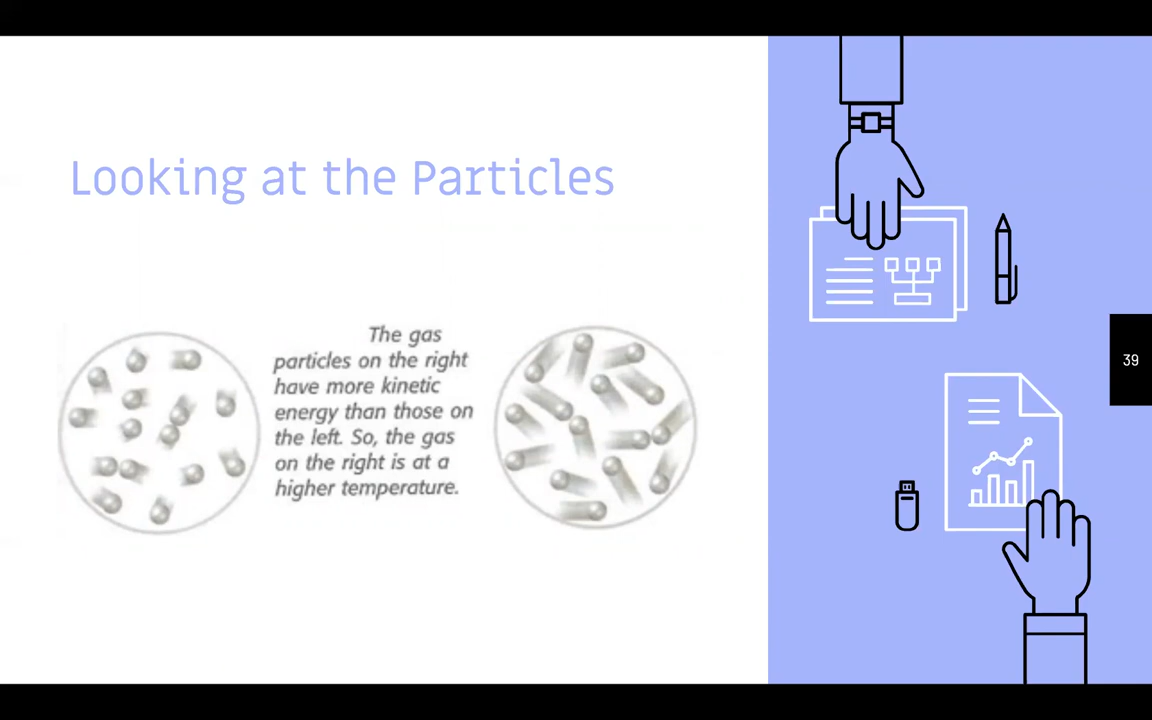 Looking at the Particles
The gas
particles on the right
have more kinetic
energy than those on
the left. So, the gas
on the right is at a
higher temperature.
39